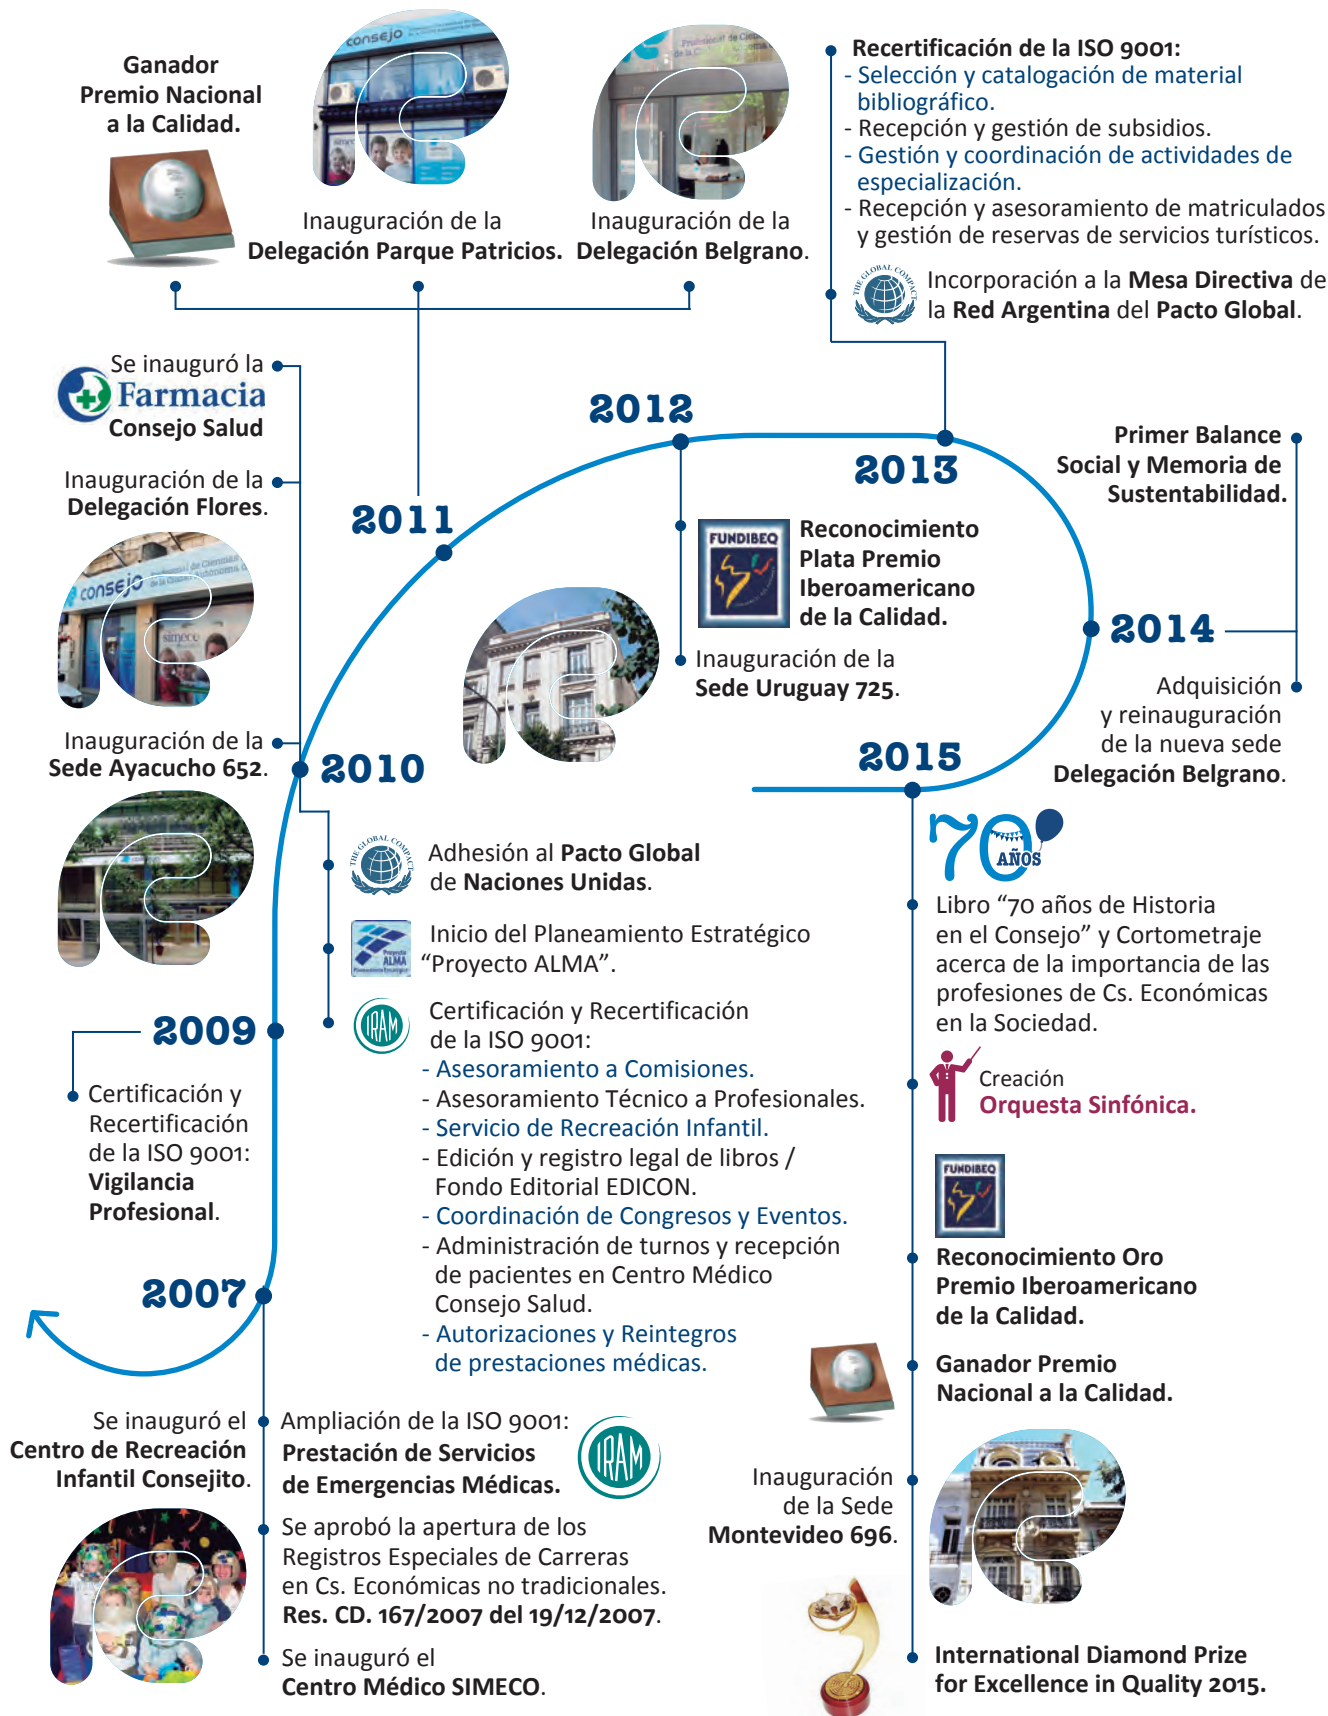 Ganador
Premio Nacional
a la Calidad.
consejo
Inauguración de la
Delegación Parque Patricios.
Inauguración de la
Delegación Belgrano.
Recertificación de la ISO 9001:
- Selección y catalogación de material
bibliográfico.
- Recepción y gestión de subsidios.
- Gestión y coordinación de actividades de
especialización.
- Recepción y asesoramiento de matriculados
y gestión de reservas de servicios turísticos.
THE GLOBAL COMPACT
Incorporación a la Mesa Directiva de
la Red Argentina del Pacto Global.
Se inauguró la
Farmacia
Consejo Salud
Inauguración de la
Delegación Flores.
consejo
simeco
Inauguración de la
Sede Ayacucho 652.
2011
2012
2013
FUNDIBEQ
Reconocimiento
Plata Premio
Iberoamericano
de la Calidad.
Inauguración de la
Sede Uruguay 725.
Primer Balance
Social y Memoria de
Sustentabilidad.
2014
Adquisición
y reinauguración
de la nueva sede
Delegación Belgrano.
2015
2010
THE GLOBAL COMPACT
Adhesión al Pacto Global
de Naciones Unidas.
Proyecto
ALMA
Inicio del Planeamiento Estratégico
“Proyecto ALMA”.
IRAM
Certificación y Recertificación
de la ISO 9001:
- Asesoramiento a Comisiones.
- Asesoramiento Técnico a Profesionales.
- Servicio de Recreación Infantil.
- Edición y registro legal de libros /
Fondo Editorial EDICON.
- Coordinación de Congresos y Eventos.
- Administración de turnos y recepción
de pacientes en Centro Médico
Consejo Salud.
- Autorizaciones y Reintegros
de prestaciones médicas.
2009
Certificación y
Recertificación
de la ISO 9001:
Vigilancia
Profesional.
2007
Se inauguró el
Centro de Recreación
Infantil Consejito.
Ampliación de la ISO 9001:
Prestación de Servicios
de Emergencias Médicas.
IRAM
Se aprobó la apertura de los
Registros Especiales de Carreras
en Cs. Económicas no tradicionales.
Res. CD. 167/2007 del 19/12/2007.
Se inauguró el
Centro Médico SIMECO.
70
AÑOS
Libro “70 años de Historia
en el Consejo” y Cortometraje
acerca de la importancia de las
profesiones de Cs. Económicas
en la Sociedad.
Creación
Orquesta Sinfónica.
FUNDIBEQ
Reconocimiento Oro
Premio Iberoamericano
de la Calidad.
Ganador Premio
Nacional a la Calidad.
Inauguración
de la Sede
Montevideo 696.
International Diamond Prize
for Excellence in Quality 2015.